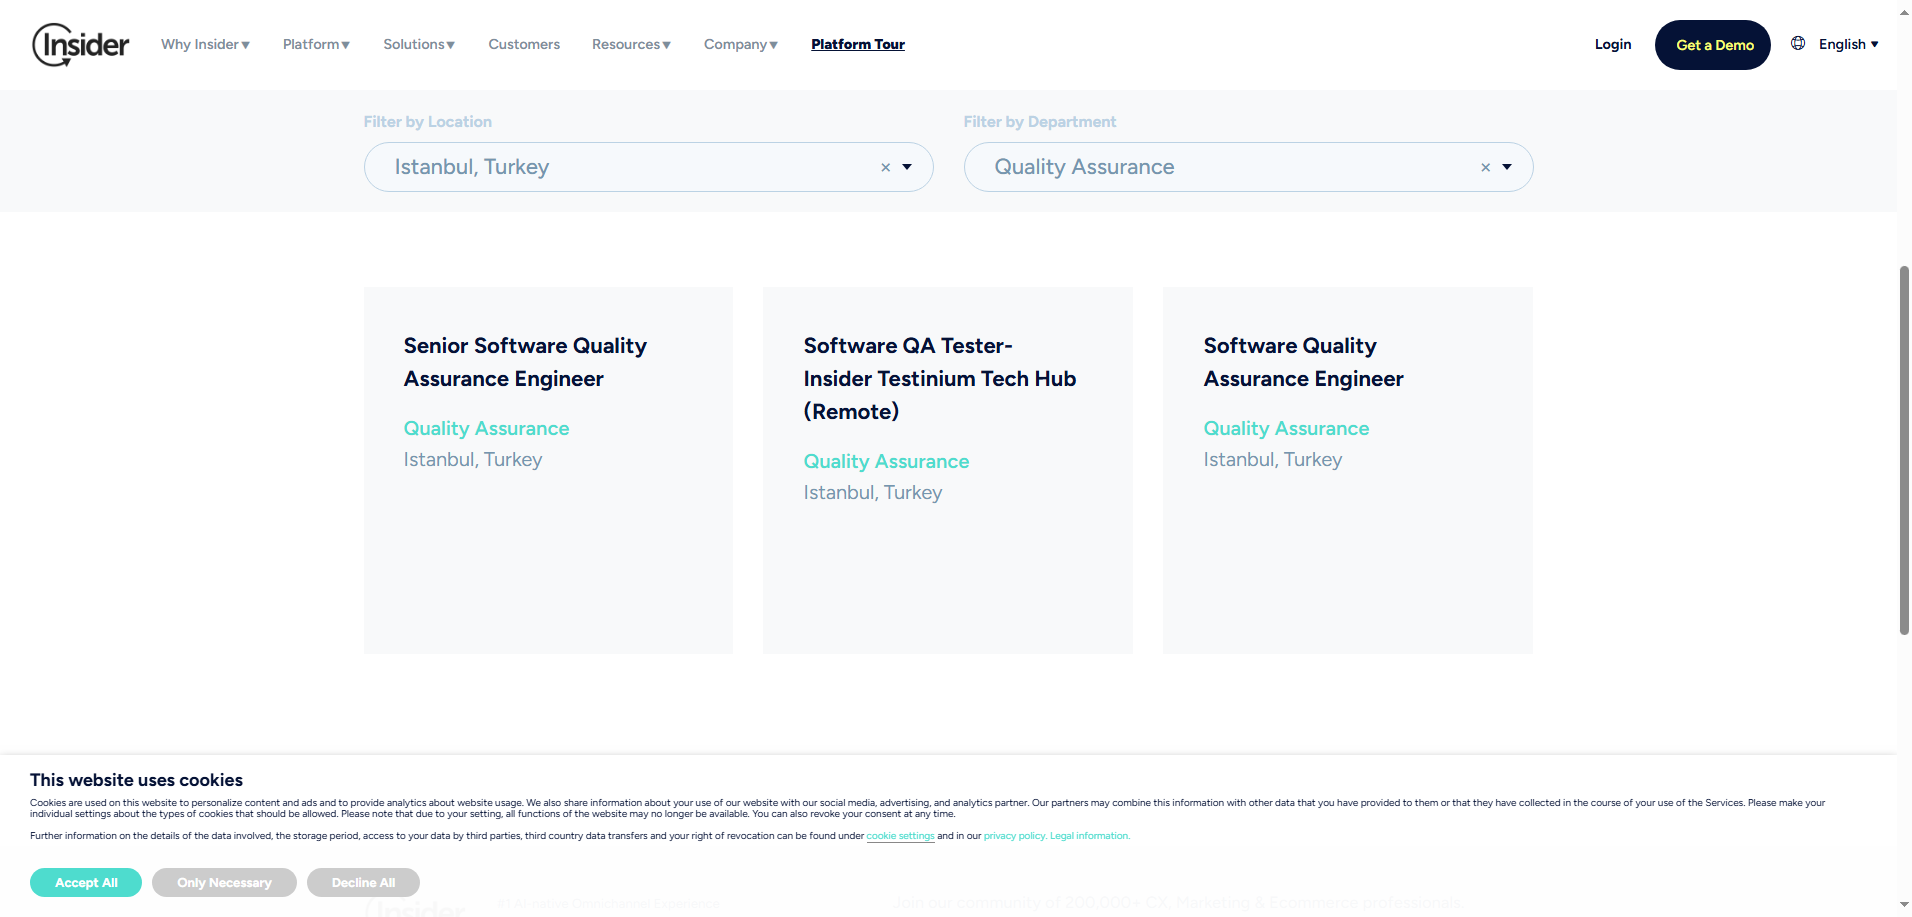 Insider
Why Insider▼
Platform▼
Solutions▼
Customers
Resources▼
Company▼
Platform Tour
Login
Get a Demo
English ▼
Filter by Location
Istanbul, Turkey × ▼
Filter by Department
Quality Assurance × ▼
Senior Software Quality
Assurance Engineer
Quality Assurance
Istanbul, Turkey
Software QA Tester-
Insider Testinium Tech Hub
(Remote)
Quality Assurance
Istanbul, Turkey
Software Quality
Assurance Engineer
Quality Assurance
Istanbul, Turkey
This website uses cookies
Cookies are used on this website to personalize content and ads and to provide analytics about website usage. We also share information about your use of our website with our social media, advertising, and analytics partner. Our partners may combine this information with other data that you have provided to them or that they have collected in the course of your use of the Services. Please make your
individual settings about the types of cookies that should be allowed. Please note that due to your setting, all functions of the website may no longer be available. You can also revoke your consent at any time.
Further information on the details of the data involved, the storage period, access to your data by third parties, third country data transfers and your right of revocation can be found under cookie settings and in our privacy policy. Legal information.
Accept All
Only Necessary
Decline All
Insider
#1 AI-native Omnichannel Experience
Join our community of 200,000+ CX, Marketing & Ecommerce professionals